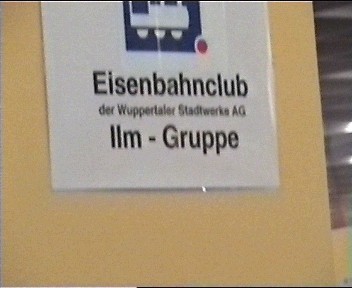 Eisenbahnclub
der Wuppertaler Stadtwerke AG
Ilm - Gruppe